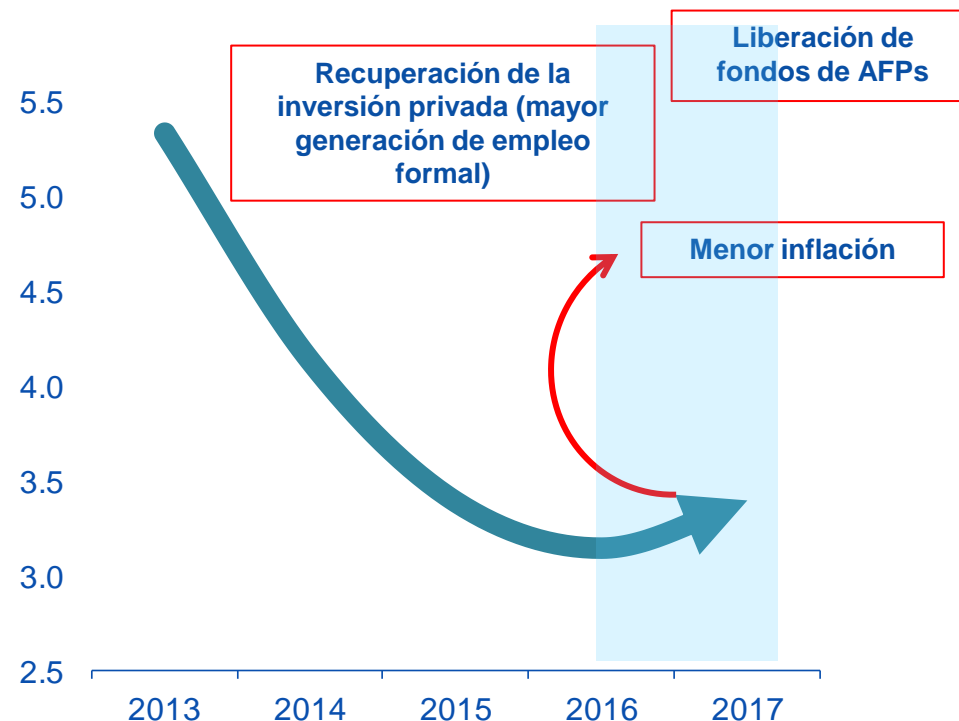 Liberación de
fondos de AFPs
Recuperación de la
inversión privada (mayor
generación de empleo
formal)
Menor inflación
5.5
5.0
4.5
4.0
3.5
3.0
2.5
2013 2014 2015 2016 2017